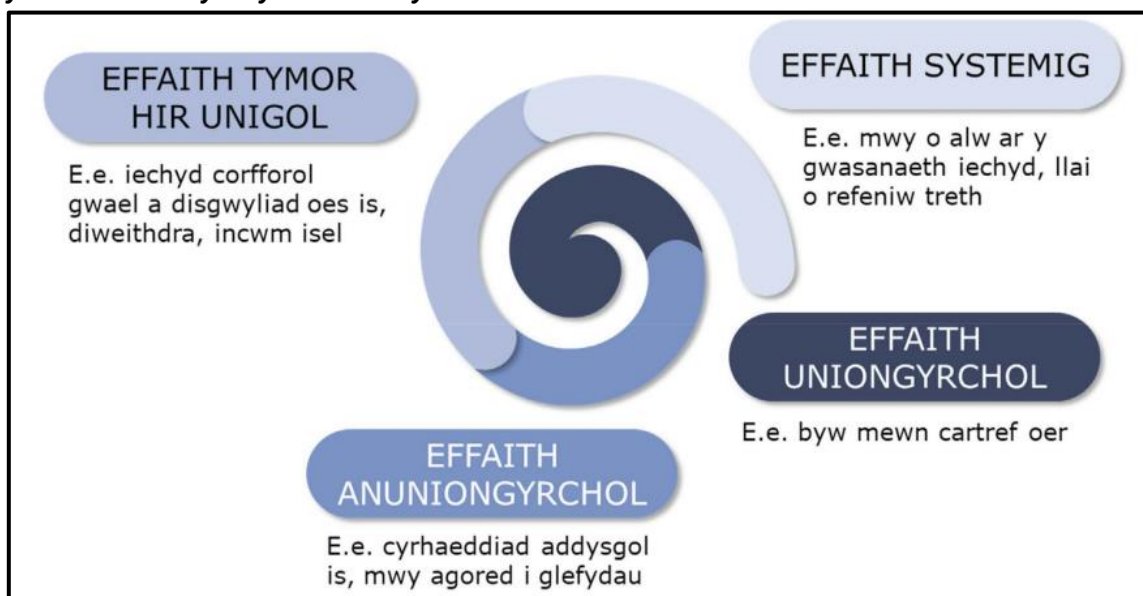 EFFAITH TYMOR
HIR UNIGOL
E.e. iechyd corfforol
gwael a disgwyliad oes is,
diweithdra, incwm isel
EFFAITH SYSTEMIG
E.e. mwy o alw ar y
gwasanaeth iechyd, llai
o refeniw treth
EFFAITH
UNIONGYRCHOL
E.e. byw mewn cartref oer
EFFAITH
ANUNIONGYRCHOL
E.e. cyrhaeddiad addysgol
is, mwy agored i glefydau